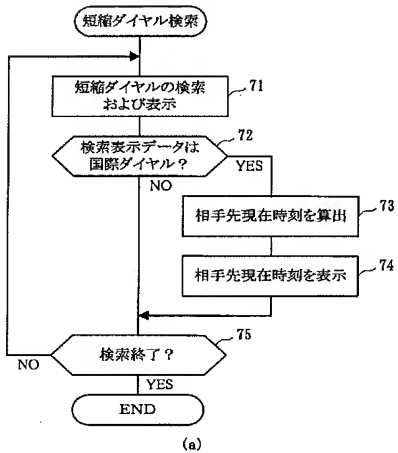 短縮ダイヤル検索
短縮ダイヤルの検索
および表示
71
検索表示データは
国際ダイヤル？
72
YES
NO
相手先現在時刻を算出
73
相手先現在時刻を表示
74
検索終了？
75
NO
YES
END
(a)